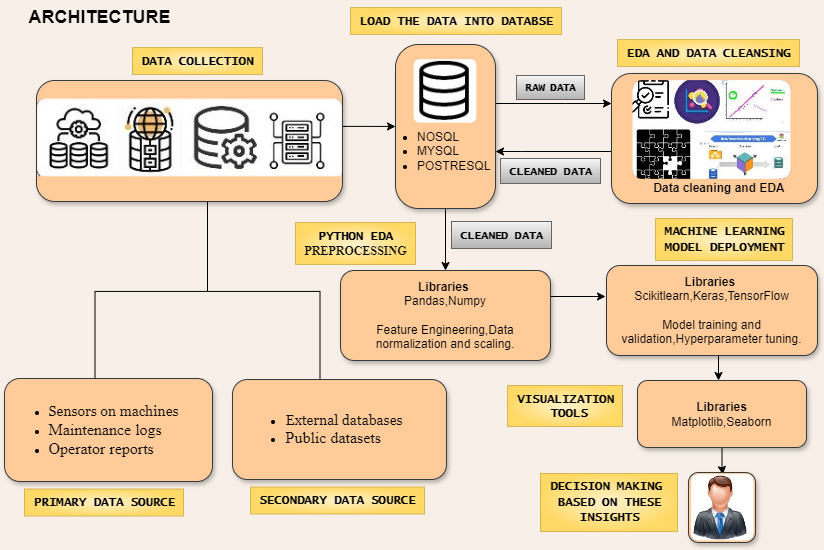 ARCHITECTURE
LOAD THE DATA INTO DATABSE
DATA COLLECTION
EDA AND DATA CLEANSING
NOSQL
MYSQL
POSTRESQL
RAW DATA
CLEANED DATA
Data cleaning and EDA
PYTHON EDA
PREPROCESSING
CLEANED DATA
MACHINE LEARNING
MODEL DEPLOYMENT
Libraries
Pandas,Numpy
Feature Engineering,Data
normalization and scaling.
Libraries
Scikitlearn,Keras,TensorFlow
Model training and
validation,Hyperparameter tuning.
Sensors on machines
Maintenance logs
Operator reports
PRIMARY DATA SOURCE
External databases
Public datasets
SECONDARY DATA SOURCE
VISUALIZATION
TOOLS
Libraries
Matplotlib,Seaborn
DECISION MAKING
BASED ON THESE
INSIGHTS